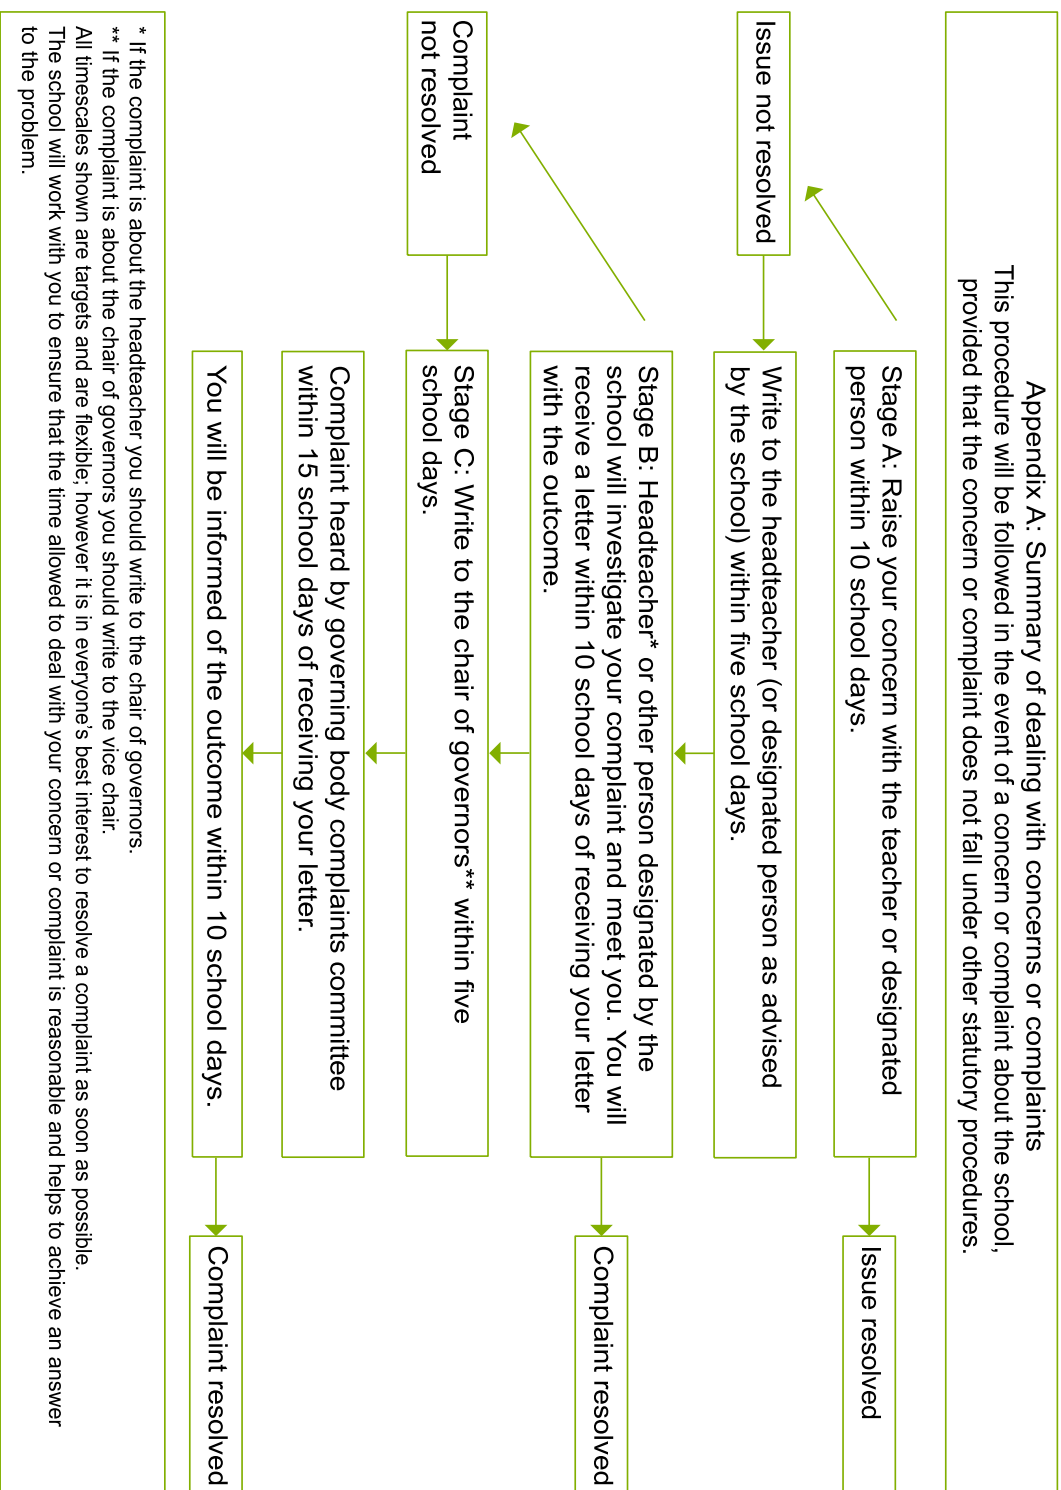 Appendix A: Summary of dealing with concerns or complaints
This procedure will be followed in the event of a concern or complaint about the school,
provided that the concern or complaint does not fall under other statutory procedures.
Stage A: Raise your concern with the teacher or designated
person within 10 school days.
Issue resolved
Issue not resolved
Write to the headteacher (or designated person as advised
by the school) within five school days.
Stage B: Headteacher* or other person designated by the
school will investigate your complaint and meet you. You will
receive a letter within 10 school days of receiving your letter
with the outcome.
Complaint resolved
Complaint
not resolved
Stage C: Write to the chair of governors** within five
school days.
Complaint heard by governing body complaints committee
within 15 school days of receiving your letter.
You will be informed of the outcome within 10 school days.
Complaint resolved
* If the complaint is about the headteacher you should write to the chair of governors.
** If the complaint is about the chair of governors you should write to the vice chair.
All timescales shown are targets and are flexible; however it is in everyone’s best interest to resolve a complaint as soon as possible.
The school will work with you to ensure that the time allowed to deal with your concern or complaint is reasonable and helps to achieve an answer
to the problem.